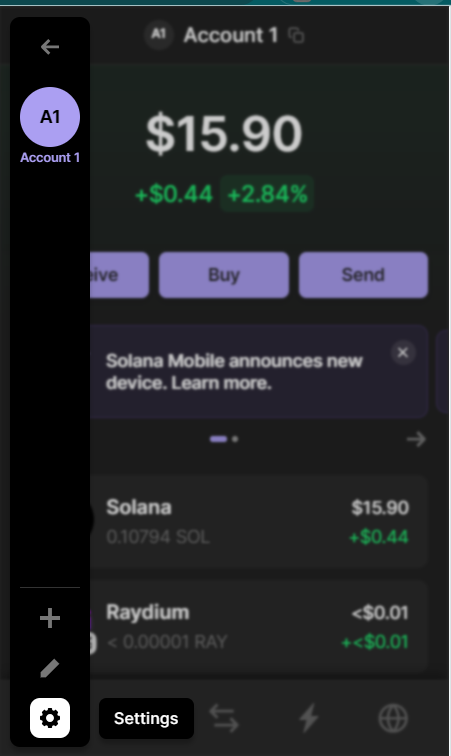 A1 Account 1
A1
Account 1
$15.90
+$0.44 +2.84%
eive Buy Send
Solana Mobile announces new
device. Learn more.
Solana $15.90
0.10794 SOL +$0.44
Raydium <$0.01
< 0.00001 RAY +<$0.01
Settings